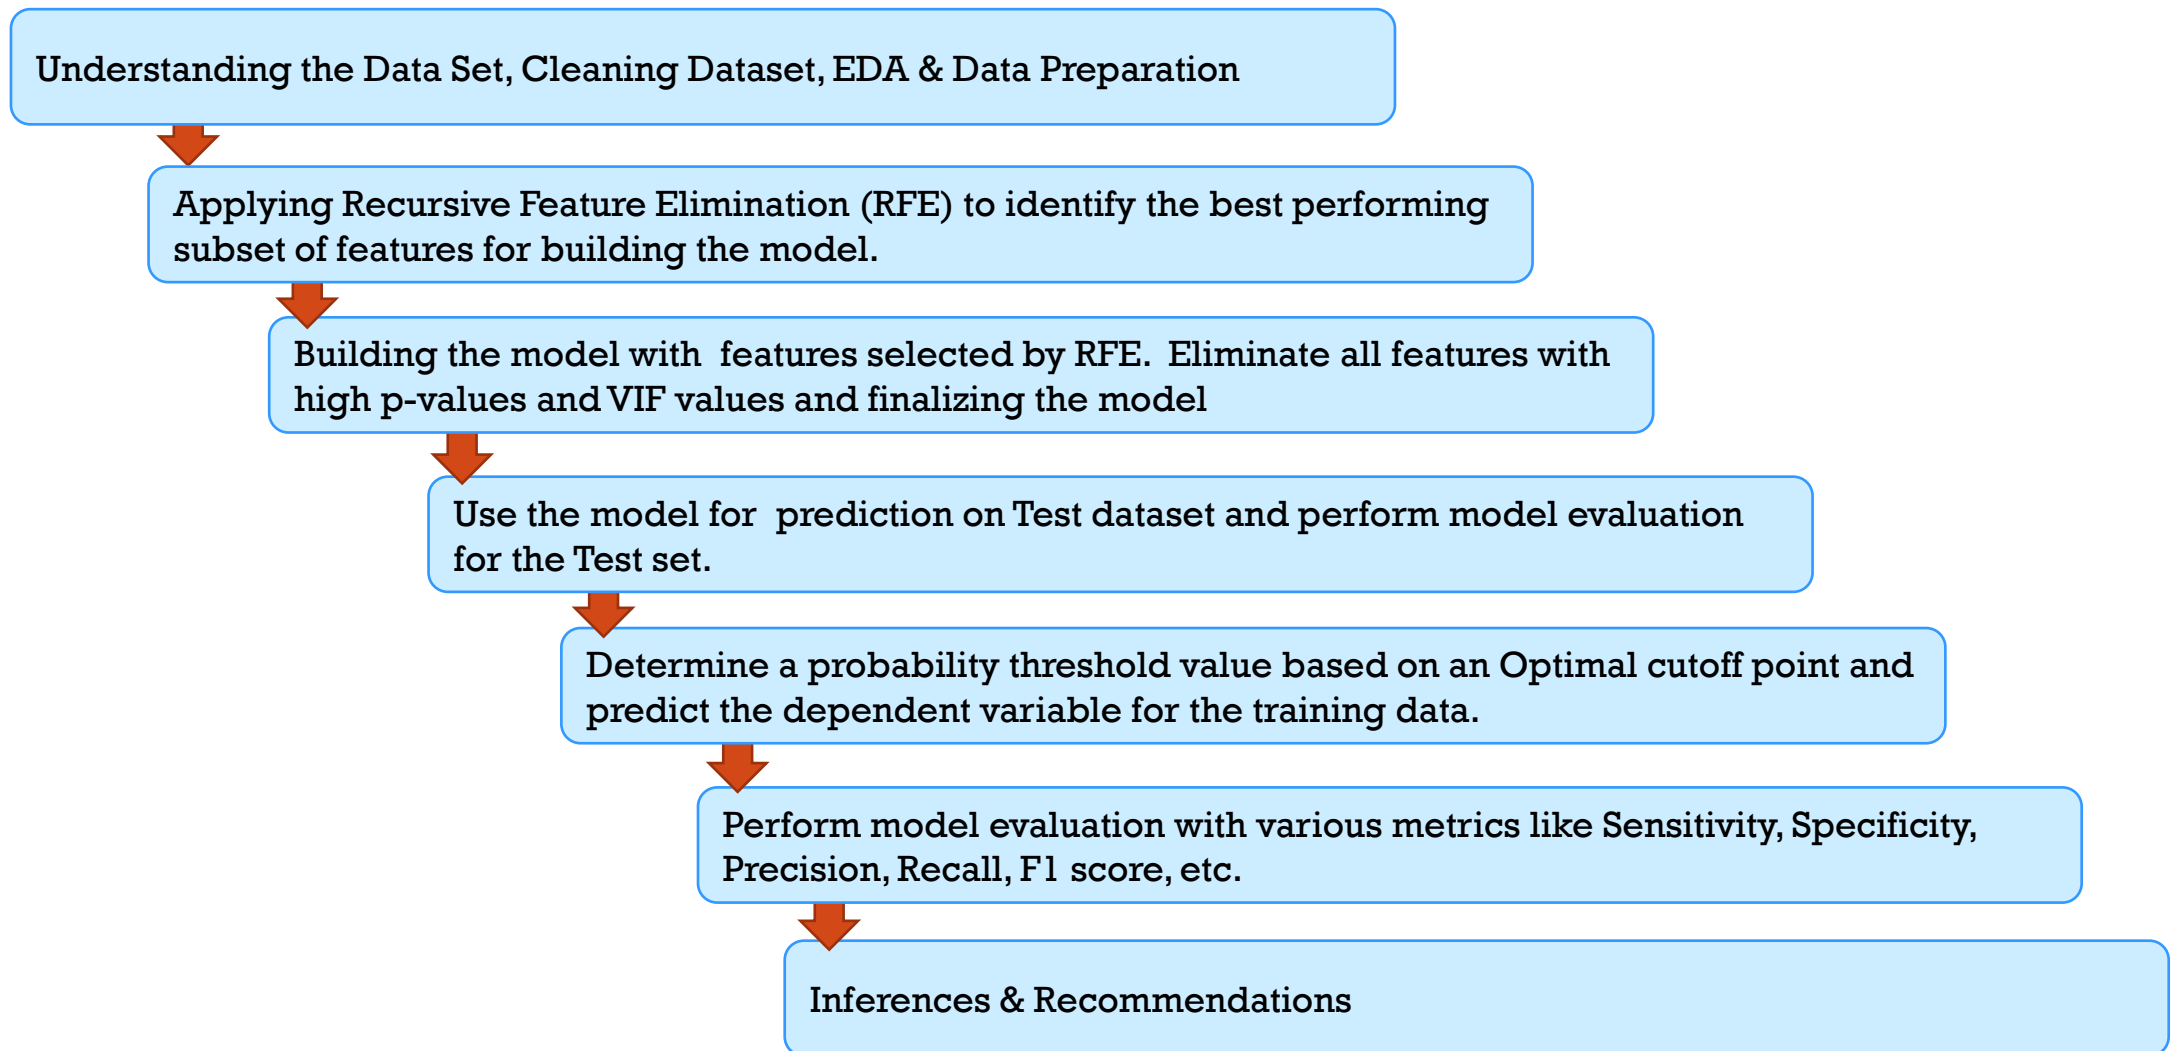 Understanding the Data Set, Cleaning Dataset, EDA & Data Preparation
Applying Recursive Feature Elimination (RFE) to identify the best performing
subset of features for building the model.
Building the model with  features selected by RFE.  Eliminate all features with
high p-values and VIF values and finalizing the model
Use the model for  prediction on Test dataset and perform model evaluation
for the Test set.
Determine a probability threshold value based on an Optimal cutoff point and
predict the dependent variable for the training data.
Perform model evaluation with various metrics like Sensitivity, Specificity,
Precision, Recall, F1 score, etc.
Inferences & Recommendations